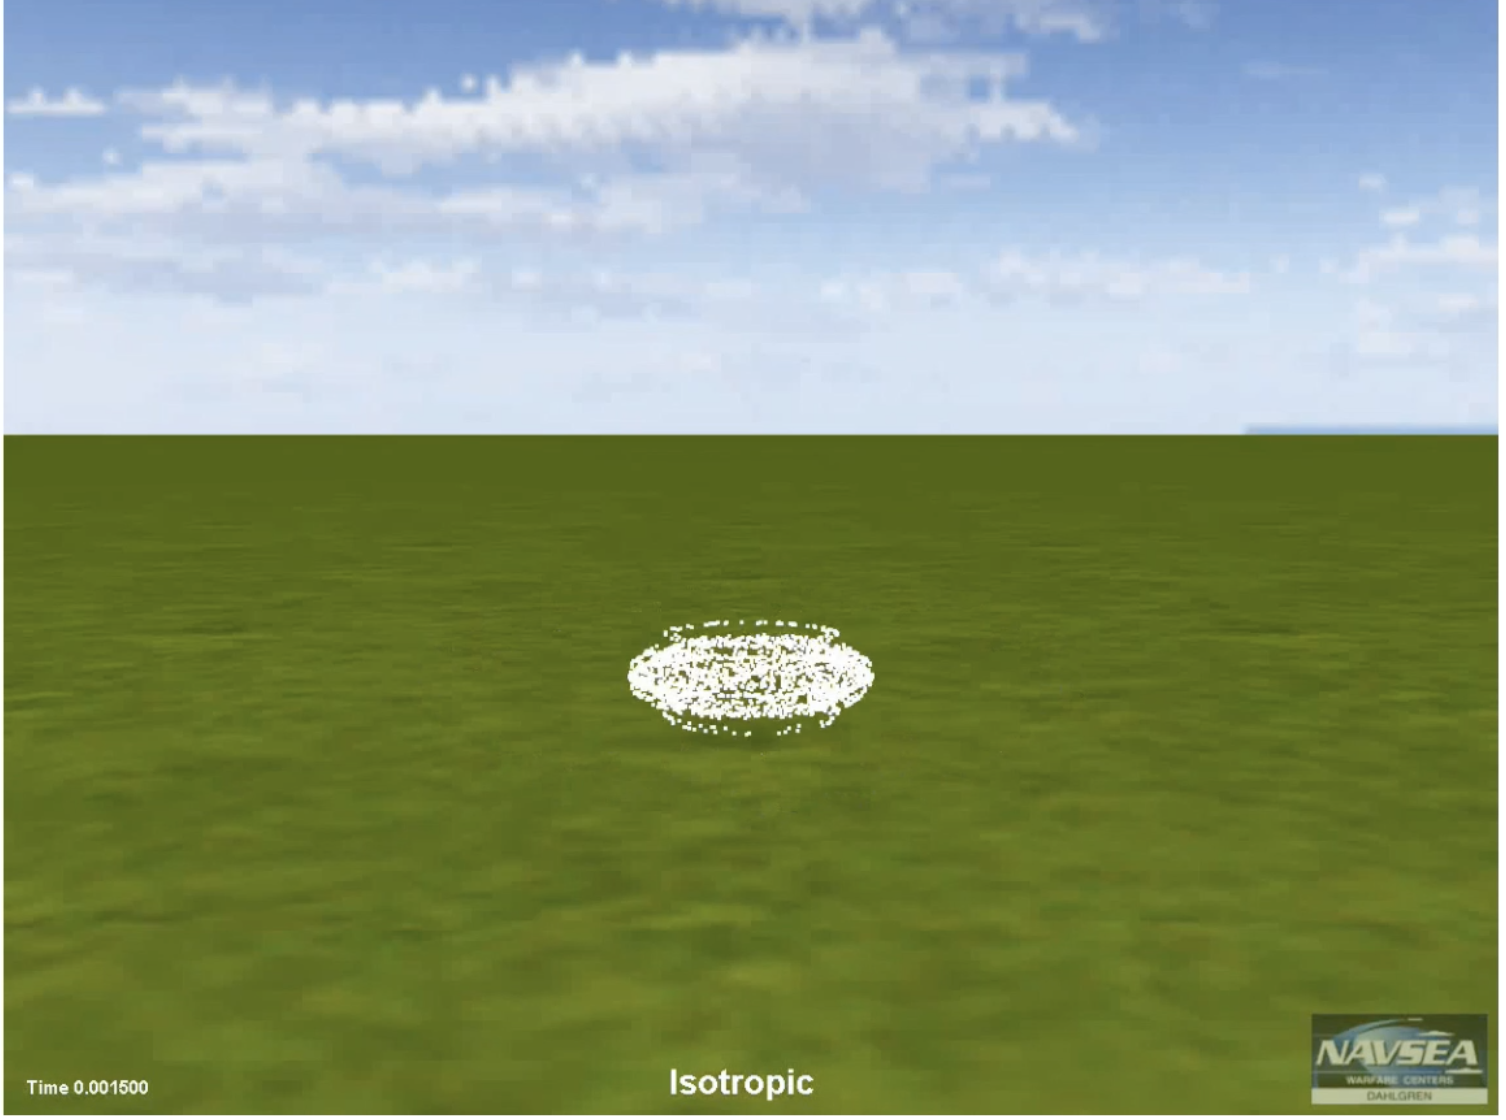 Time 0.001500
Isotropic
NAVSEA
WARFARE CENTERS
DAHLGREN